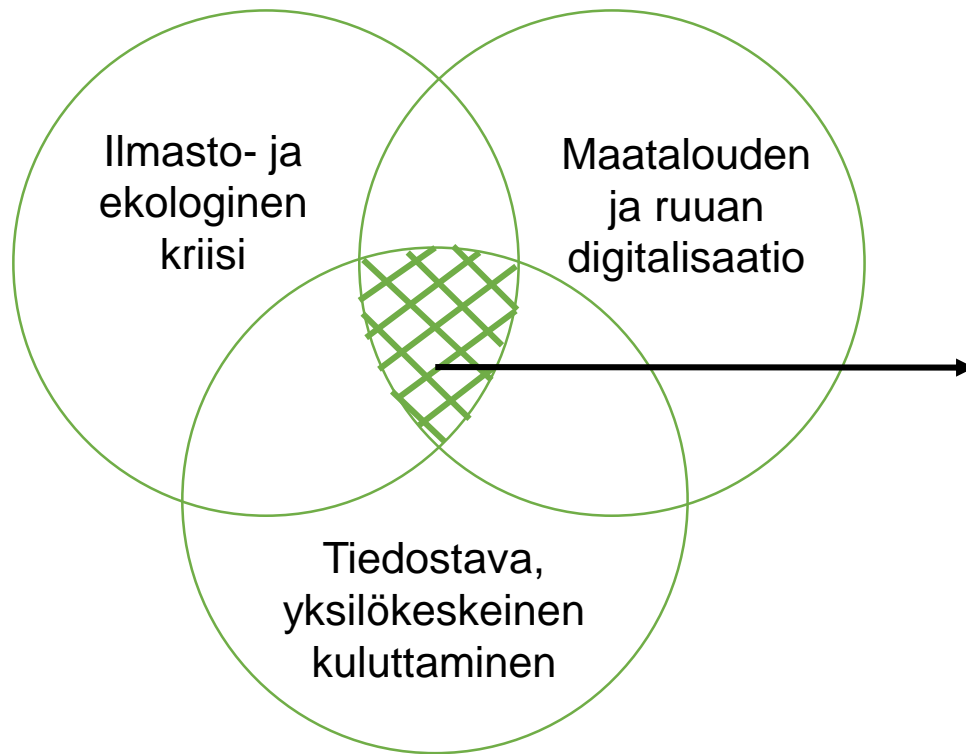 Ilmasto- ja
ekologinen
kriisi
Maatalouden
ja ruuan
digitalisaatio
Tiedostava,
yksilökeskeinen
kuluttaminen